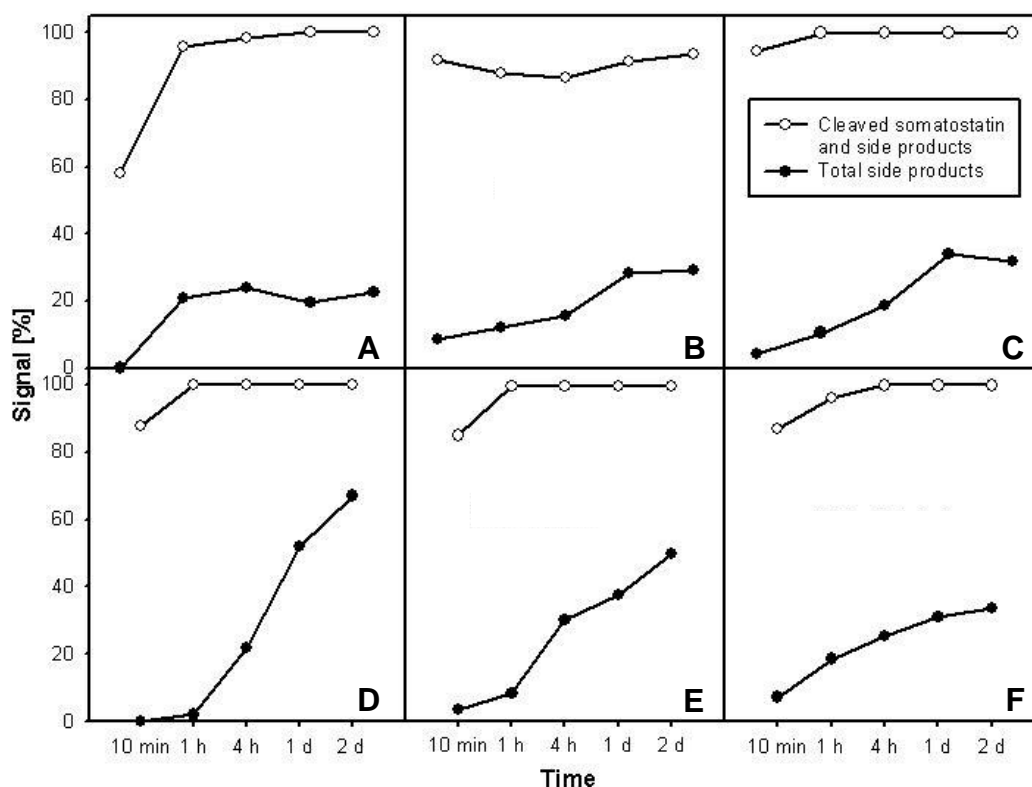 100
80
60
40
20
0
Signal [%]
A
B
C
Cleaved somatostatin
and side products
Total side products
100
80
60
40
20
0
D
E
F
10 min 1 h 4 h 1 d 2 d
10 min 1 h 4 h 1 d 2 d
10 min 1 h 4 h 1 d 2 d
Time